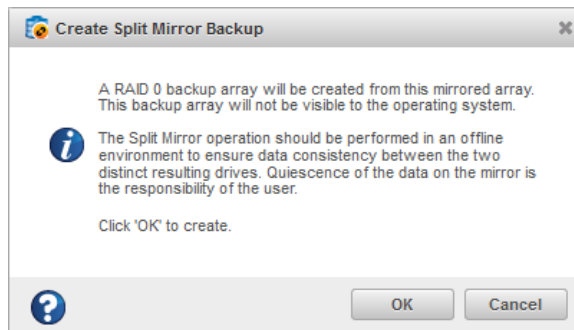 Create Split Mirror Backup
A RAID 0 backup array will be created from this mirrored array.
This backup array will not be visible to the operating system.
The Split Mirror operation should be performed in an offline
environment to ensure data consistency between the two
distinct resulting drives. Quiescence of the data on the mirror is
the responsibility of the user.
Click 'OK' to create.
OK
Cancel